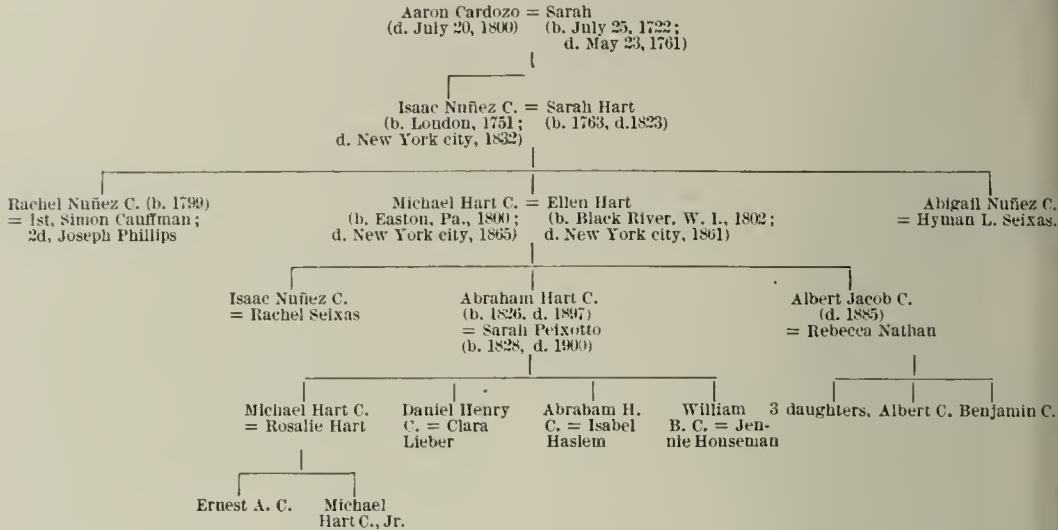 Aaron Cardozo = Sarah
(d. July 20, 1800) (b. July 25, 1722;
d. May 23, 1761)
Isaac Nuñez C. = Sarah Hart
(b. London, 1751; (b. 1763, d.1823)
d. New York city, 1832)
Rachel Nuñez C. (b. 1799)
= 1st, Simon Cauffman;
2d, Joseph Phillips
Michael Hart C. = Ellen Hart
(b. Easton, Pa., 1800; (b. Black River, W. I., 1802;
d. New York city, 1865) d. New York city, 1861)
Abigail Nuñez C.
= Hyman L. Seixas.
Isaac Nuñez C.
= Rachel Seixas
Abraham Hart C.
(b. 1826, d. 1897)
= Sarah Peixotto
(b. 1828, d. 1900)
Albert Jacob C.
(d. 1885)
= Rebecca Nathan
Michael Hart C.
= Rosalie Hart
Daniel Henry
C. = Clara
Lieber
Abraham H.
C. = Isabel
Haslem
William
B. C. = Jen-
nie Houseman
3 daughters, Albert C. Benjamin C.
Ernest A. C.
Michael
Hart C., Jr.